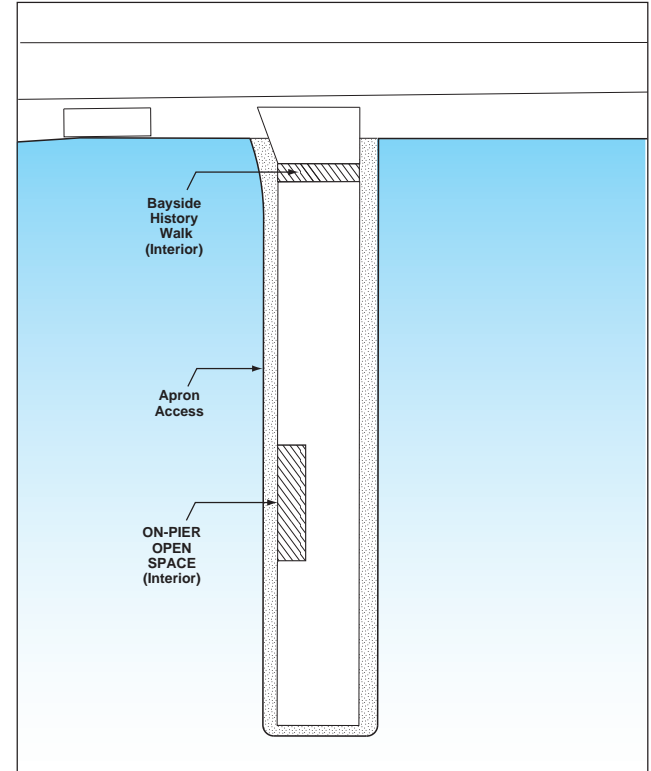 Bayside
History
Walk
(Interior)
Apron
Access
ON-PIER
OPEN
SPACE
(Interior)